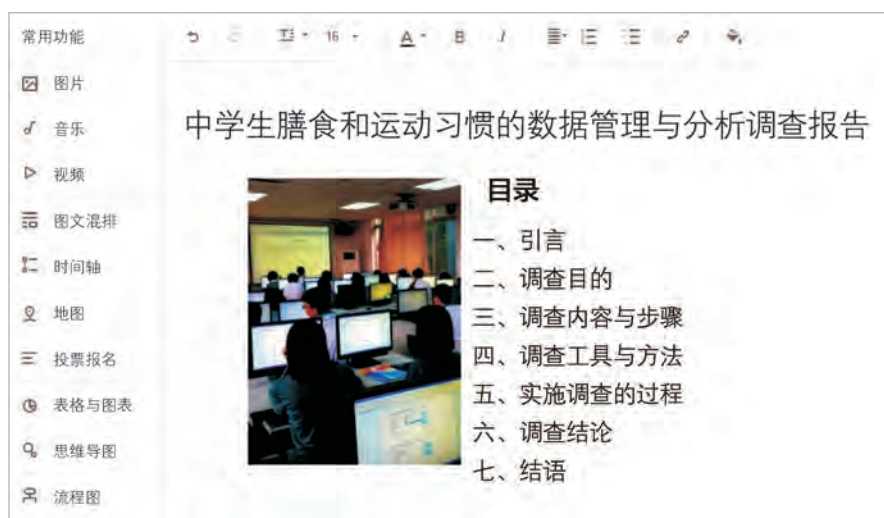 常用功能
16
A
B
I
图片
音乐
视频
图文混排
时间轴
地图
投票报名
表格与图表
思维导图
流程图
中学生膳食和运动习惯的数据管理与分析调查报告
目录
一、引言
二、调查目的
三、调查内容与步骤
四、调查工具与方法
五、实施调查的过程
六、调查结论
七、结语